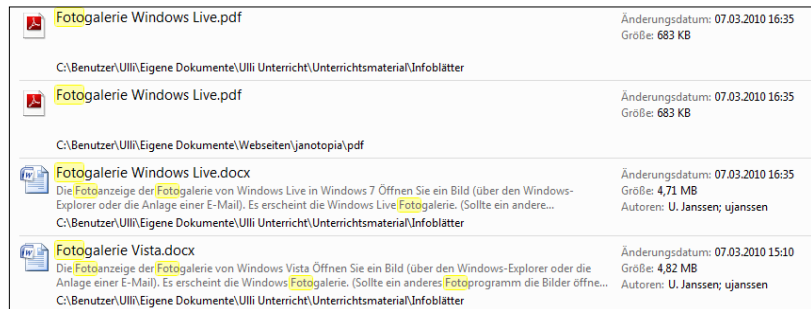 Fotogalerie Windows Live.pdf
Änderungsdatum: 07.03.2010 16:35
Größe: 683 KB
C:\Benutzer\Ulli\Eigene Dokumente\Ulli Unterricht\Unterrichtsmaterial\Infoblätter
Fotogalerie Windows Live.pdf
Änderungsdatum: 07.03.2010 16:35
Größe: 683 KB
C:\Benutzer\Ulli\Eigene Dokumente\Webseiten\janotopia\pdf
Fotogalerie Windows Live.docx
Änderungsdatum: 07.03.2010 16:35
Die Fotoanzeige der Fotogalerie von Windows Live in Windows 7 Öffnen Sie ein Bild (über den Windows-
Größe: 4,71 MB
Explorer oder die Anlage einer E-Mail). Es erscheint die Windows Live Fotogalerie. (Sollte ein andere...
Autoren: U. Janssen; ujanssen
C:\Benutzer\Ulli\Eigene Dokumente\Ulli Unterricht\Unterrichtsmaterial\Infoblätter
Fotogalerie Vista.docx
Änderungsdatum: 07.03.2010 15:10
Die Fotoanzeige der Fotogalerie von Windows Vista Öffnen Sie ein Bild (über den Windows-Explorer oder die
Größe: 4,82 MB
Anlage einer E-Mail). Es erscheint die Windows Fotogalerie. (Sollte ein anderes Fotoprogramm die Bilder öffne...
Autoren: U. Janssen; ujanssen
C:\Benutzer\Ulli\Eigene Dokumente\Ulli Unterricht\Unterrichtsmaterial\Infoblätter